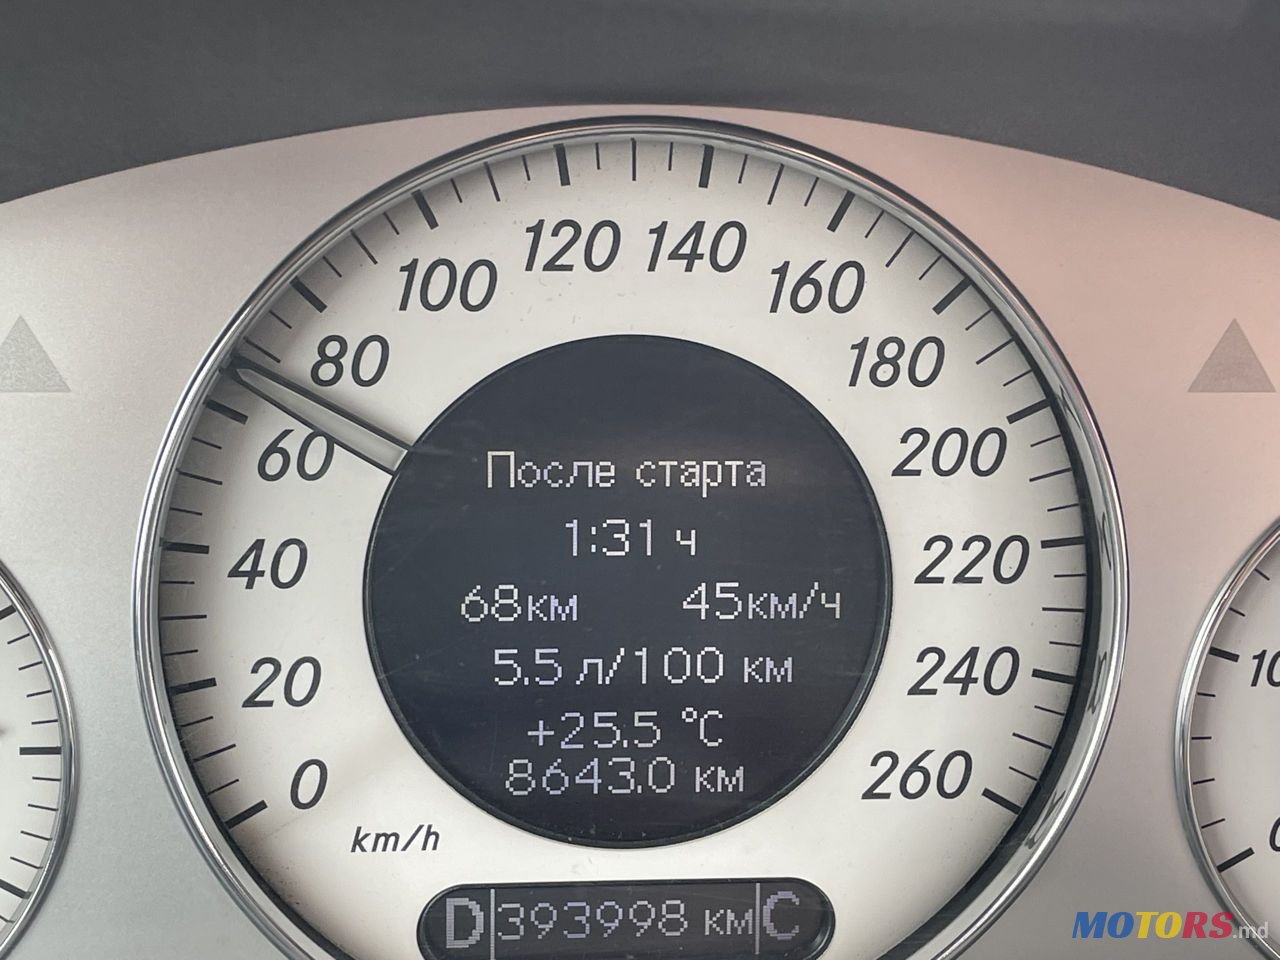 120 140
100 160
80 180
60 200
40 220
20 240
0 260
km/h
После старта
1:31 ч
68км 45км/ч
5.5 л/100 км
+25.5 °C
8643.0 км
D 393998 км C
MOTORS.md